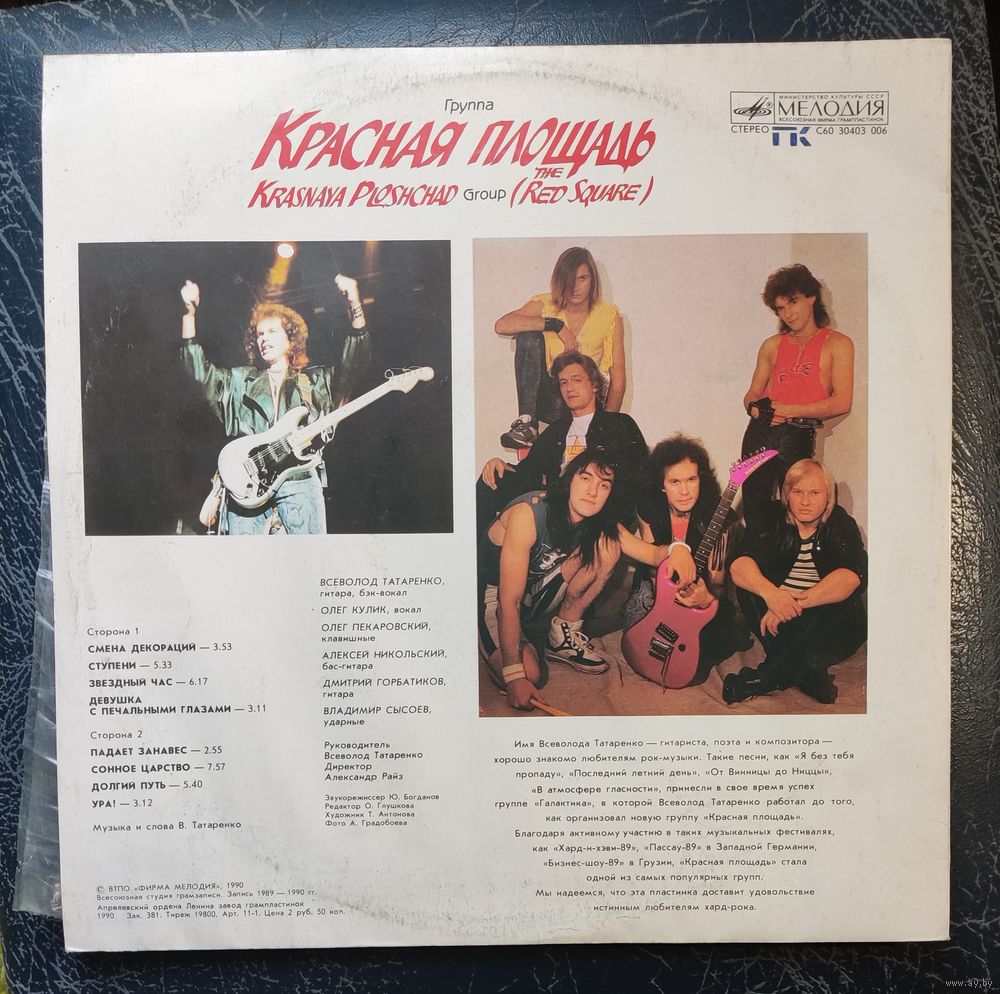 Группа
КРАСНАЯ ПЛОЩАДЬ
KRASNAYA PLOSHCHAD Group (THE RED SQUARE)
МИНИСТЕРСТВО КУЛЬТУРЫ СССР
МЕЛОДИЯ
ВСЕСОЮЗНАЯ ФИРМА ГРАМПЛАСТИНОК
СТЕРЕО ГК С60 30403 006
ВСЕВОЛОД ТАТАРЕНКО,
гитара, бэк-вокал
ОЛЕГ КУЛИК, вокал
ОЛЕГ ПЕКАРОВСКИЙ,
клавишные
АЛЕКСЕЙ НИКОЛЬСКИЙ,
бас-гитара
ДМИТРИЙ ГОРБАТИКОВ,
гитара
ВЛАДИМИР СЫСОЕВ,
ударные
Руководитель
Всеволод Татаренко
Директор
Александр Райз
Звукорежиссер Ю. Богданов
Редактор О. Глушкова
Художник Т. Антонова
Фото А. Градобоева
Сторона 1
СМЕНА ДЕКОРАЦИЙ — 3.53
СТУПЕНИ — 5.33
ЗВЕЗДНЫЙ ЧАС — 6.17
ДЕВУШКА
С ПЕЧАЛЬНЫМИ ГЛАЗАМИ — 3.11
Сторона 2
ПАДАЕТ ЗАНАВЕС — 2.55
СОННОЕ ЦАРСТВО — 7.57
ДОЛГИЙ ПУТЬ — 5.40
УРА! — 3.12
Музыка и слова В. Татаренко
© ВТПО «ФИРМА МЕЛОДИЯ», 1990
Всесоюзная студия грамзаписи. Запись 1989 — 1990 гг.
Апрелевский ордена Ленина завод грампластинок
1990 Зак. 381. Тираж 19800. Арт. 11-1. Цена 2 руб. 50 коп.
Имя Всеволода Татаренко — гитариста, поэта и композитора —
хорошо знакомо любителям рок-музыки. Такие песни, как «Я без тебя
пропаду», «Последний летний день», «От Винницы до Ниццы»,
«В атмосфере гласности», принесли в свое время успех
группе «Галактика», в которой Всеволод Татаренко работал до того,
как организовал новую группу «Красная площадь».
Благодаря активному участию в таких музыкальных фестивалях,
как «Хард-н-хэви-89», «Пассау-89» в Западной Германии,
«Бизнес-шоу-89» в Грузии, «Красная площадь» стала
одной из самых популярных групп.
Мы надеемся, что эта пластинка доставит удовольствие
истинным любителям хард-рока.
www.ay.by